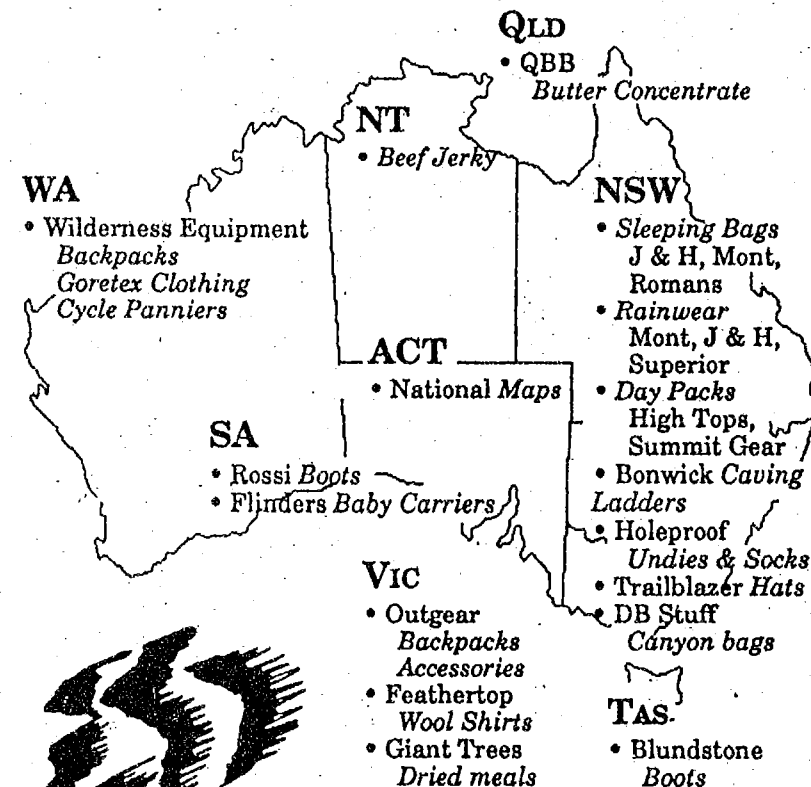 QLD
• QBB
Butter Concentrate
NT
• Beef Jerky
WA
• Wilderness Equipment
Backpacks
Goretex Clothing
Cycle Panniers
NSW
• Sleeping Bags
J & H, Mont,
Romans
• Rainwear
Mont, J & H,
Superior
• Day Packs
High Tops,
Summit Gear
• Bonwick Caving
Ladders
• Holeproof
Undies & Socks
• Trailblazer Hats
• DB Stuff
Canyon bags
ACT
• National Maps
SA
• Rossi Boots
• Flinders Baby Carriers
VIC
• Outgear
Backpacks
Accessories
• Feathertop
Wool Shirts
• Giant Trees
Dried meals
TAS
• Blundstone
Boots